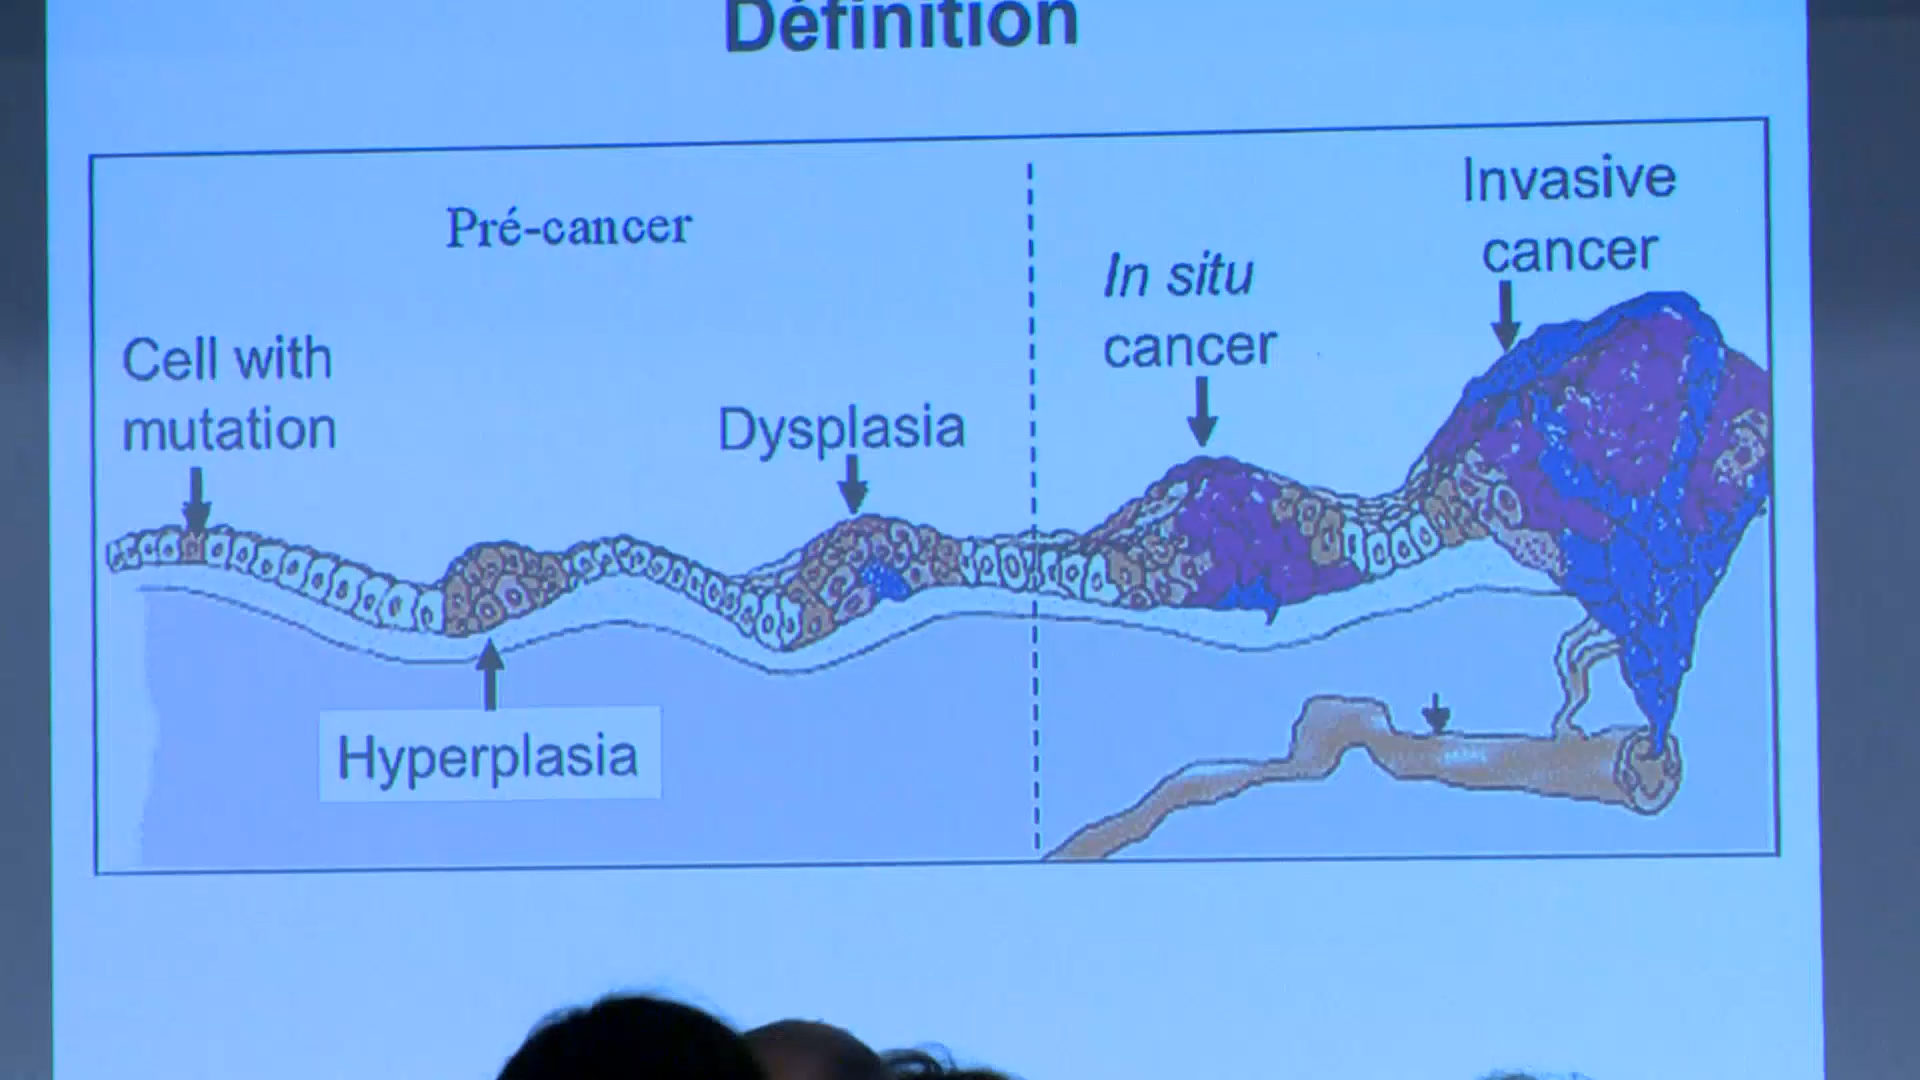 Définition
Pré-cancer
Invasive
cancer
In situ
cancer
Cell with
mutation
Dysplasia
Hyperplasia